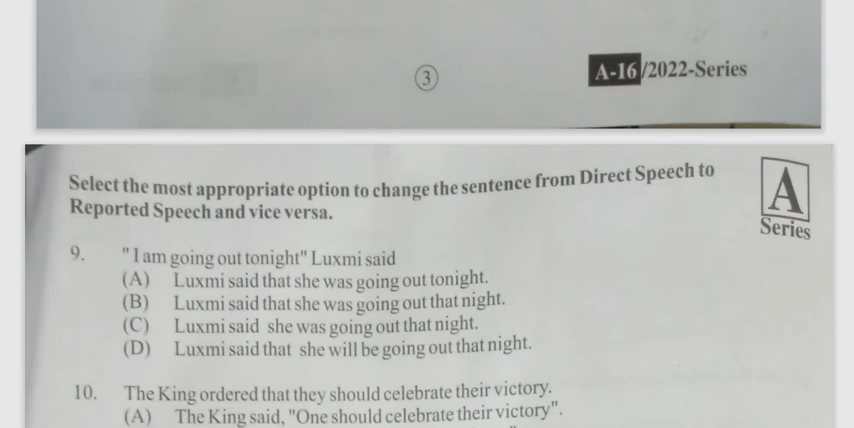 3
A-16/2022-Series
Select the most appropriate option to change the sentence from Direct Speech to
Reported Speech and vice versa.
A
Series
9. "I am going out tonight" Luxmi said
(A) Luxmi said that she was going out tonight.
(B) Luxmi said that she was going out that night.
(C) Luxmi said she was going out that night.
(D) Luxmi said that she will be going out that night.
10. The King ordered that they should celebrate their victory.
(A) The King said, "One should celebrate their victory".